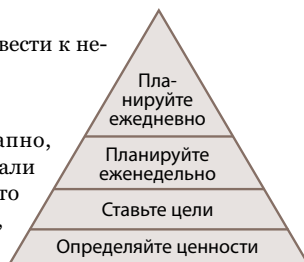 вести к не-
апно,
али
то
,
Пла-
нируйте
ежедневно
Планируйте
еженедельно
Ставьте цели
Определяйте ценности